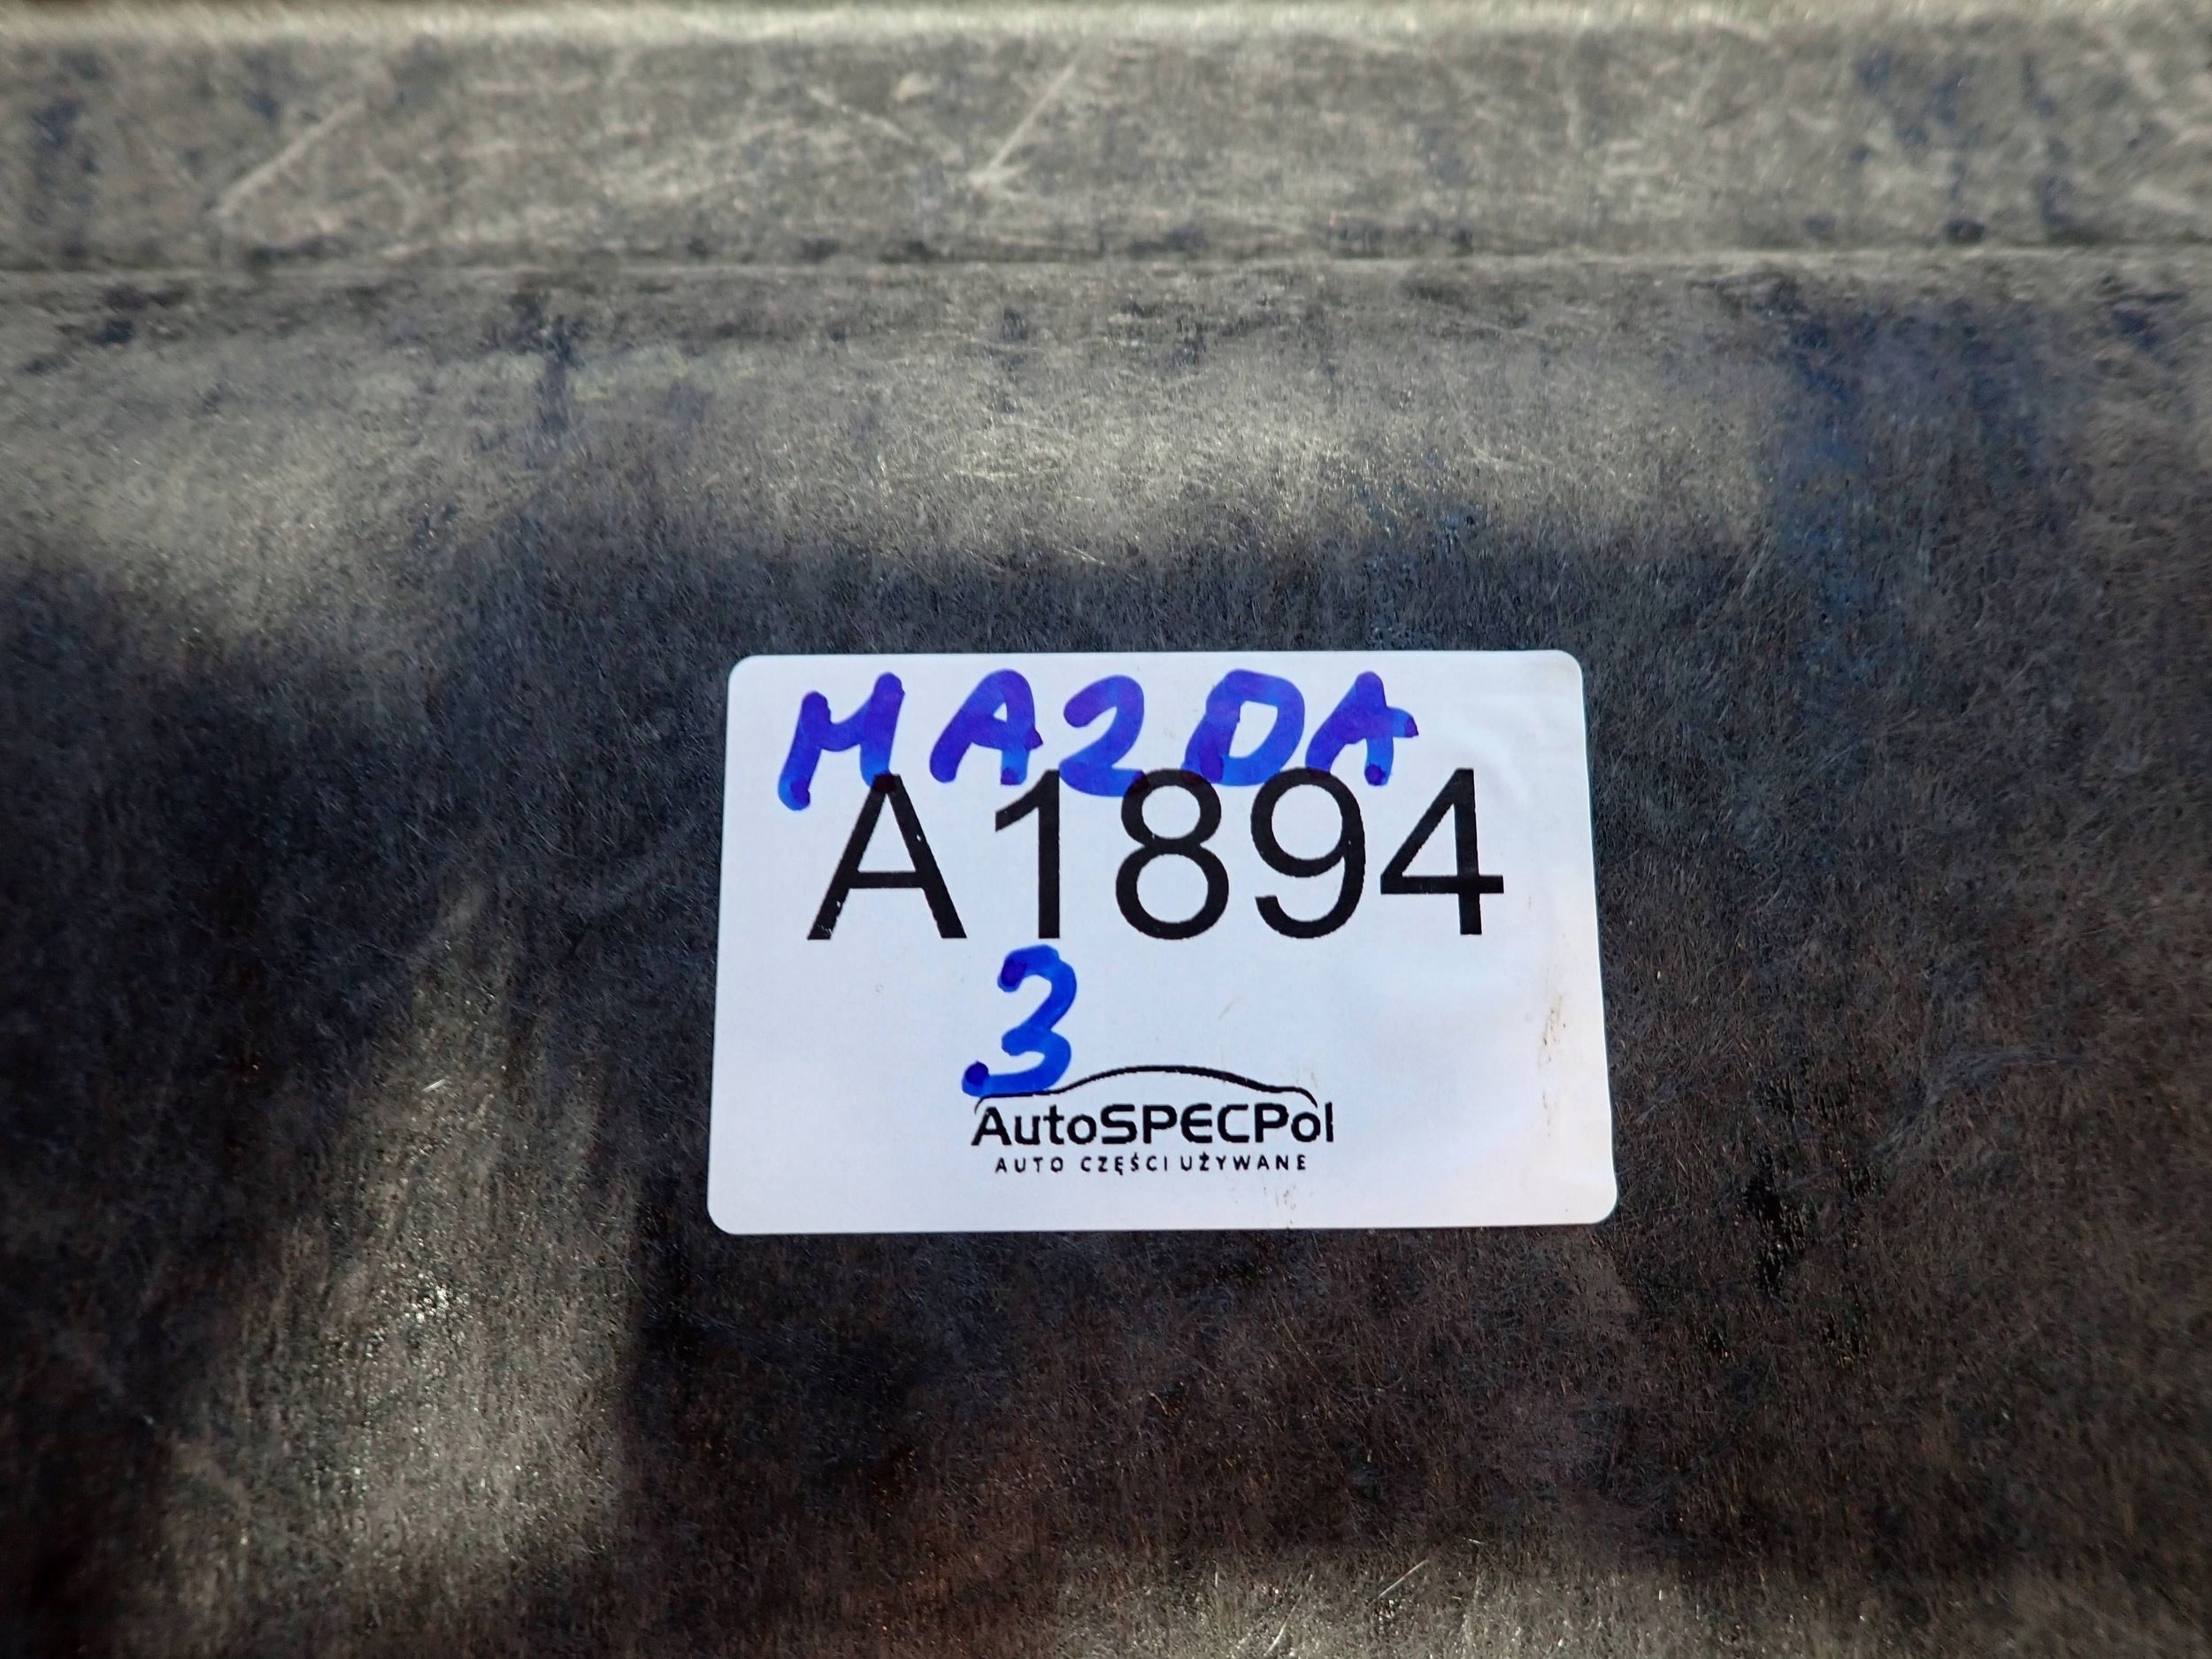 MAZDA
A1894
3
AutoSPECPol
AUTO CZĘŚCI UŻYWANE